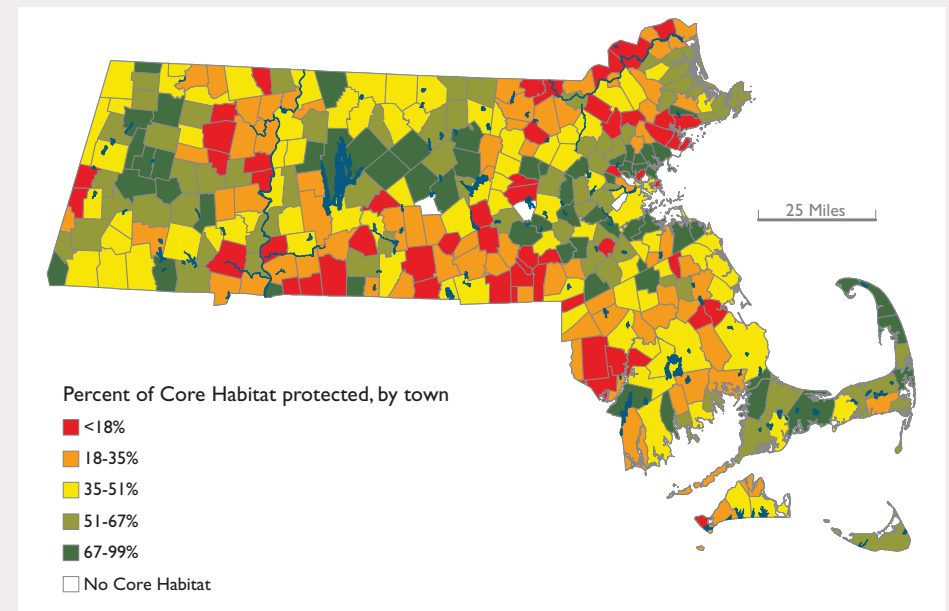 25 Miles
Percent of Core Habitat protected, by town
<18%
18-35%
35-51%
51-67%
67-99%
No Core Habitat